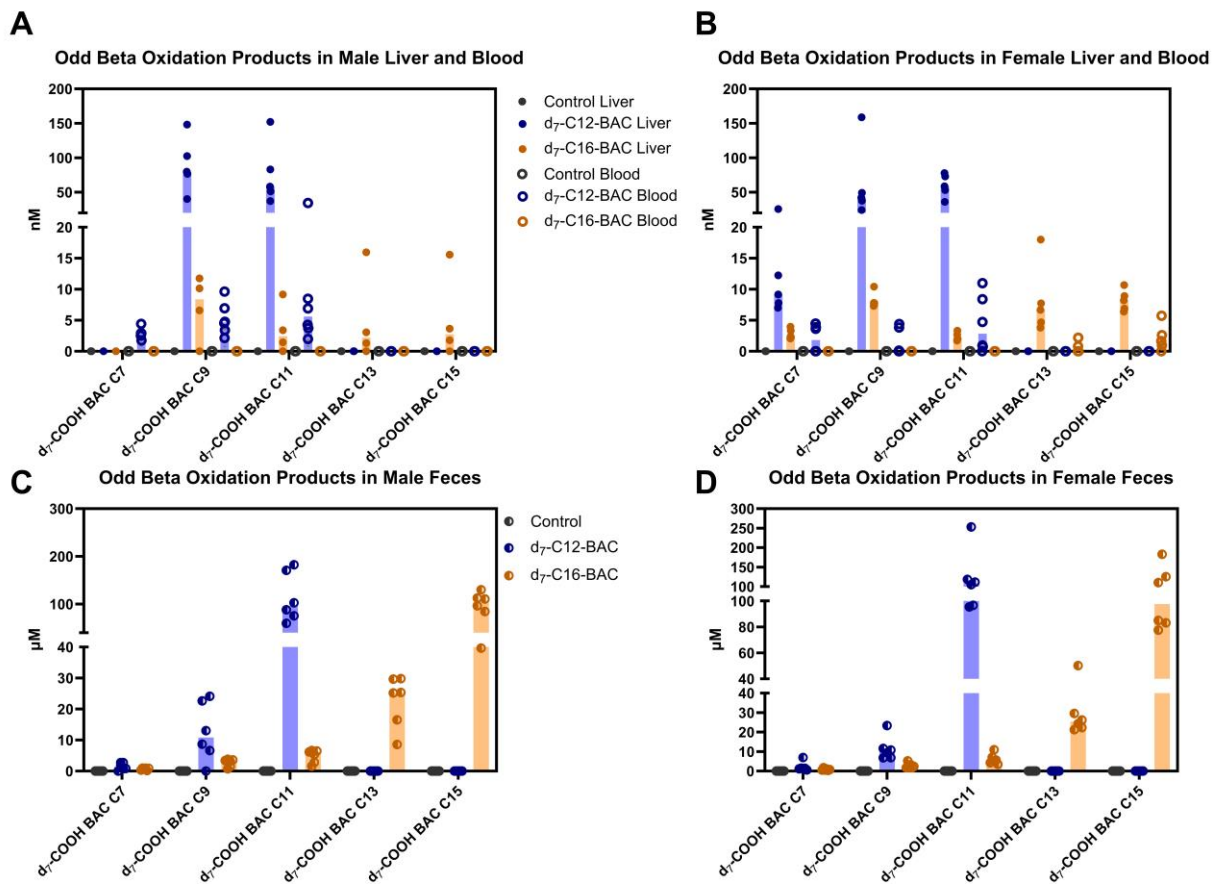 A
Odd Beta Oxidation Products in Male Liver and Blood
nM
200
150
100
50
20
15
10
5
0
d₇-COOH BAC C7
d₇-COOH BAC C9
d₇-COOH BAC C11
d₇-COOH BAC C13
d₇-COOH BAC C15
Control Liver
d₇-C12-BAC Liver
d₇-C16-BAC Liver
Control Blood
d₇-C12-BAC Blood
d₇-C16-BAC Blood
B
Odd Beta Oxidation Products in Female Liver and Blood
nM
200
150
100
50
20
15
10
5
0
d₇-COOH BAC C7
d₇-COOH BAC C9
d₇-COOH BAC C11
d₇-COOH BAC C13
d₇-COOH BAC C15
C
Odd Beta Oxidation Products in Male Feces
µM
300
200
100
40
30
20
10
0
d₇-COOH BAC C7
d₇-COOH BAC C9
d₇-COOH BAC C11
d₇-COOH BAC C13
d₇-COOH BAC C15
Control
d₇-C12-BAC
d₇-C16-BAC
D
Odd Beta Oxidation Products in Female Feces
µM
300
250
200
150
100
100
80
60
40
40
30
20
10
0
d₇-COOH BAC C7
d₇-COOH BAC C9
d₇-COOH BAC C11
d₇-COOH BAC C13
d₇-COOH BAC C15